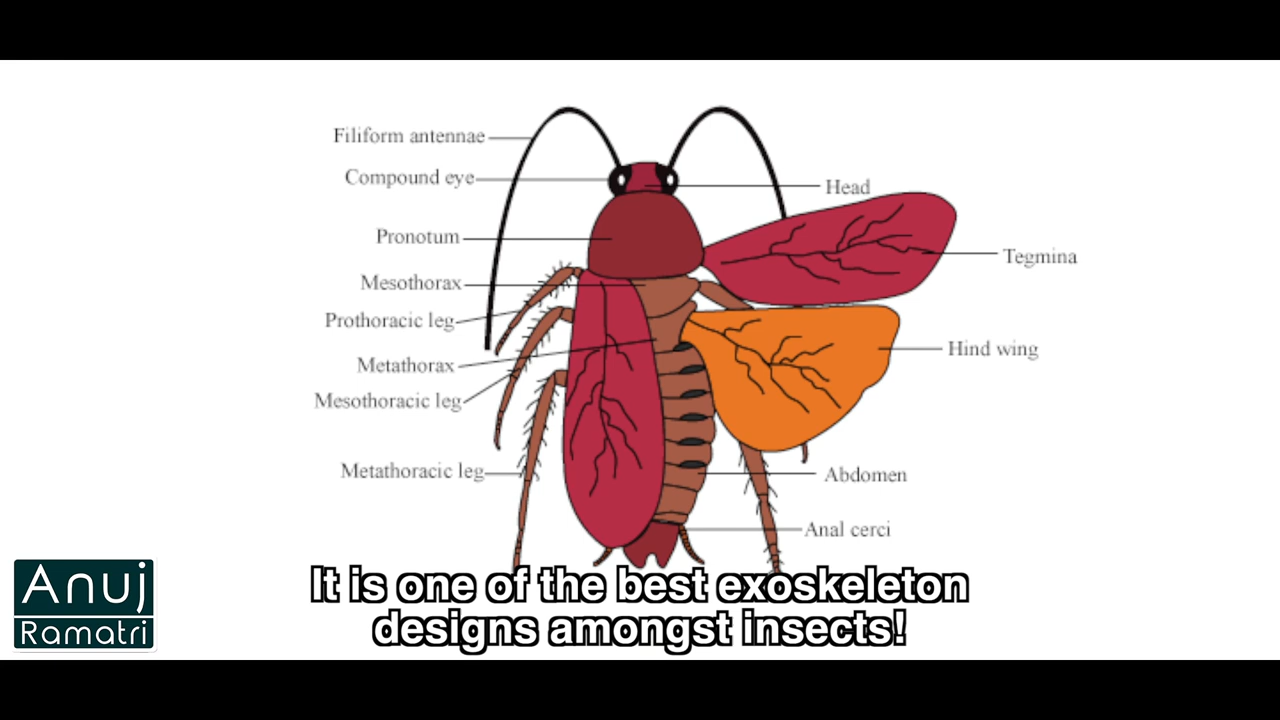 Filiform antennae
Compound eye
Head
Pronotum
Tegmina
Mesothorax
Prothoracic leg
Hind wing
Metathorax
Mesothoracic leg
Metathoracic leg
Abdomen
Anal cerci
Anuj
Ramatri
It is one of the best exoskeleton
designs amongst insects!